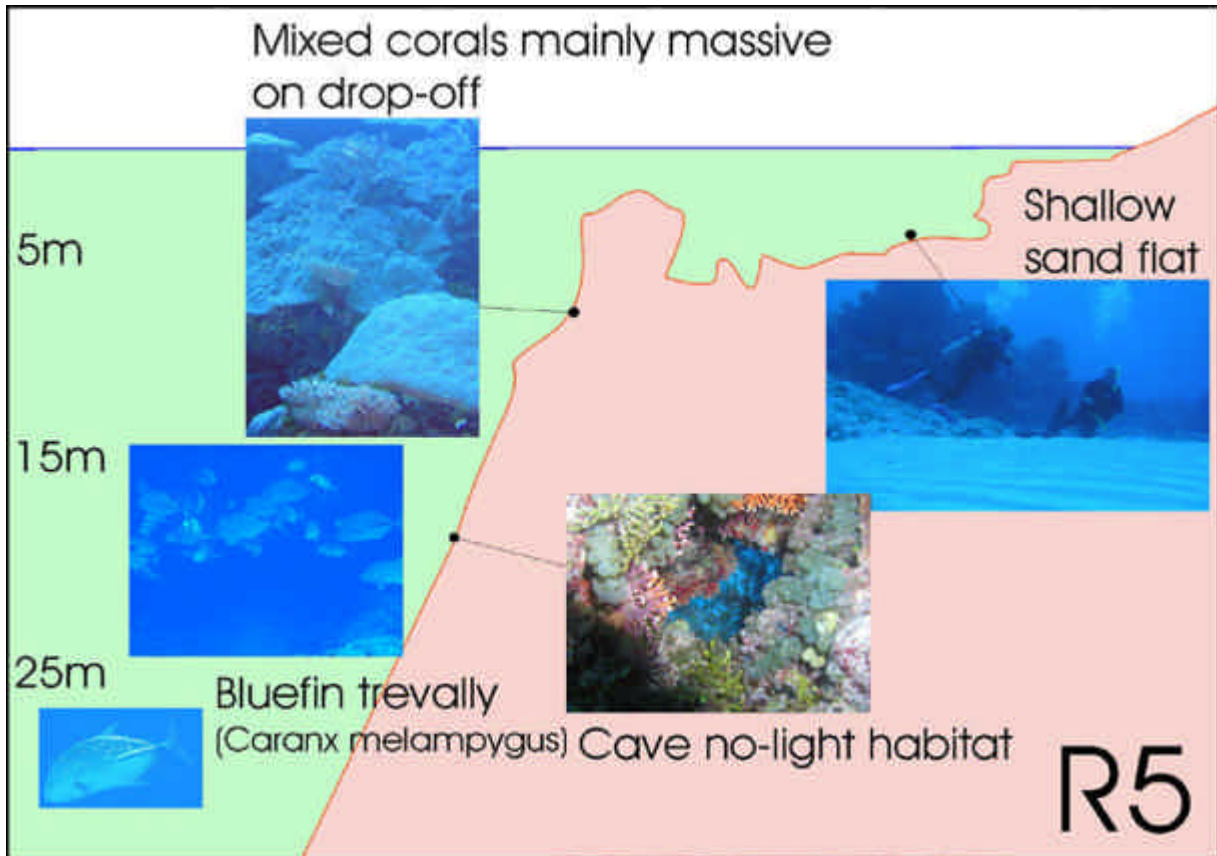 Mixed corals mainly massive
on drop-off
Shallow
sand flat
5m
15m
25m
Bluefin trevally
(Caranx melampygus)
Cave no-light habitat
R5